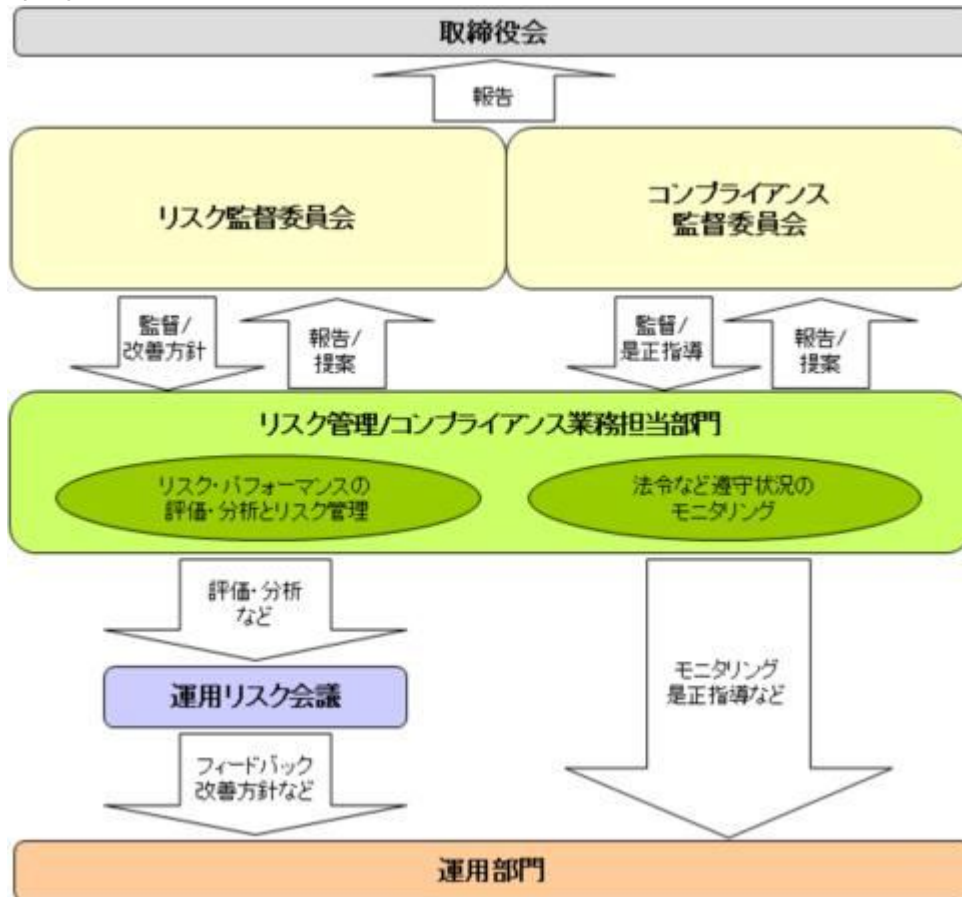 取締役会
報告
リスク監督委員会
コンプライアンス
監督委員会
監督/
改善方針
報告/
提案
監督/
是正指導
報告/
提案
リスク管理/コンプライアンス業務担当部門
リスク・パフォーマンスの
評価・分析とリスク管理
法令など遵守状況の
モニタリング
評価・分析
など
運用リスク会議
モニタリング
是正指導など
フィードバック
改善方針など
運用部門